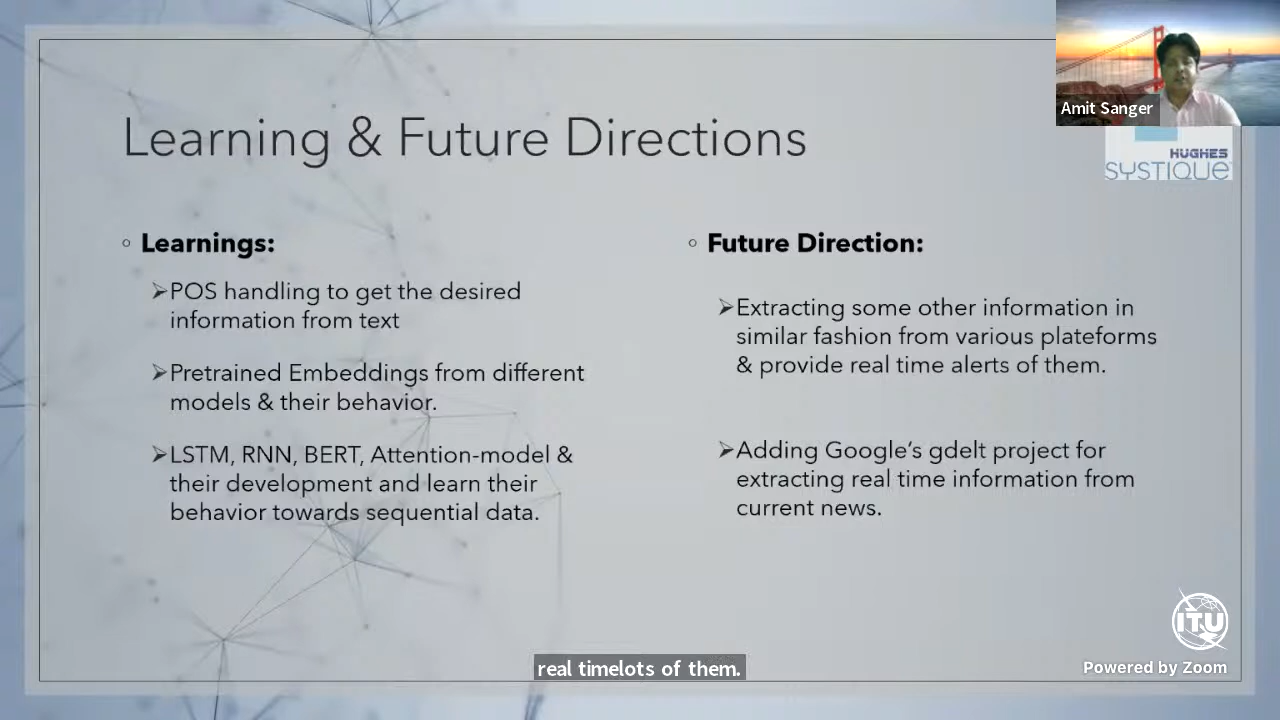 Amit Sanger
HUGHES
SYSTIQUE
Learning & Future Directions
◦ Learnings:
➢POS handling to get the desired
information from text
➢Pretrained Embeddings from different
models & their behavior.
➢LSTM, RNN, BERT, Attention-model &
their development and learn their
behavior towards sequential data.
◦ Future Direction:
➢Extracting some other information in
similar fashion from various plateforms
& provide real time alerts of them.
➢Adding Google’s gdelt project for
extracting real time information from
current news.
ITU
Powered by Zoom
real timelots of them.